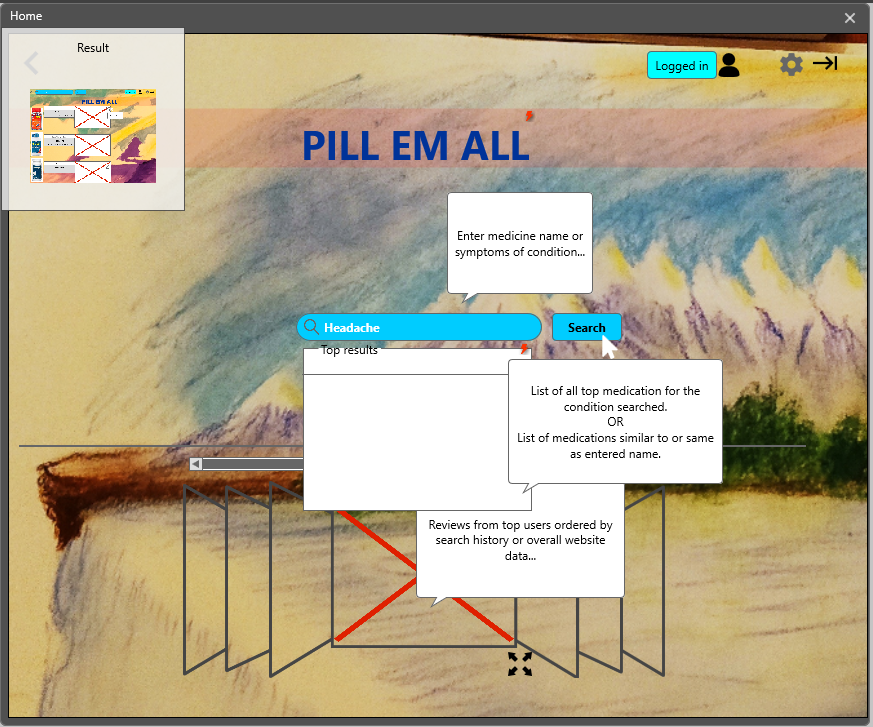 Home
Result
PILL EM ALL
Logged in
PILL EM ALL
Enter medicine name or
symptoms of condition...
Headache
Search
Top results
List of all top medication for the
condition searched.
OR
List of medications similar to or same
as entered name.
Reviews from top users ordered by
search history or overall website
data...